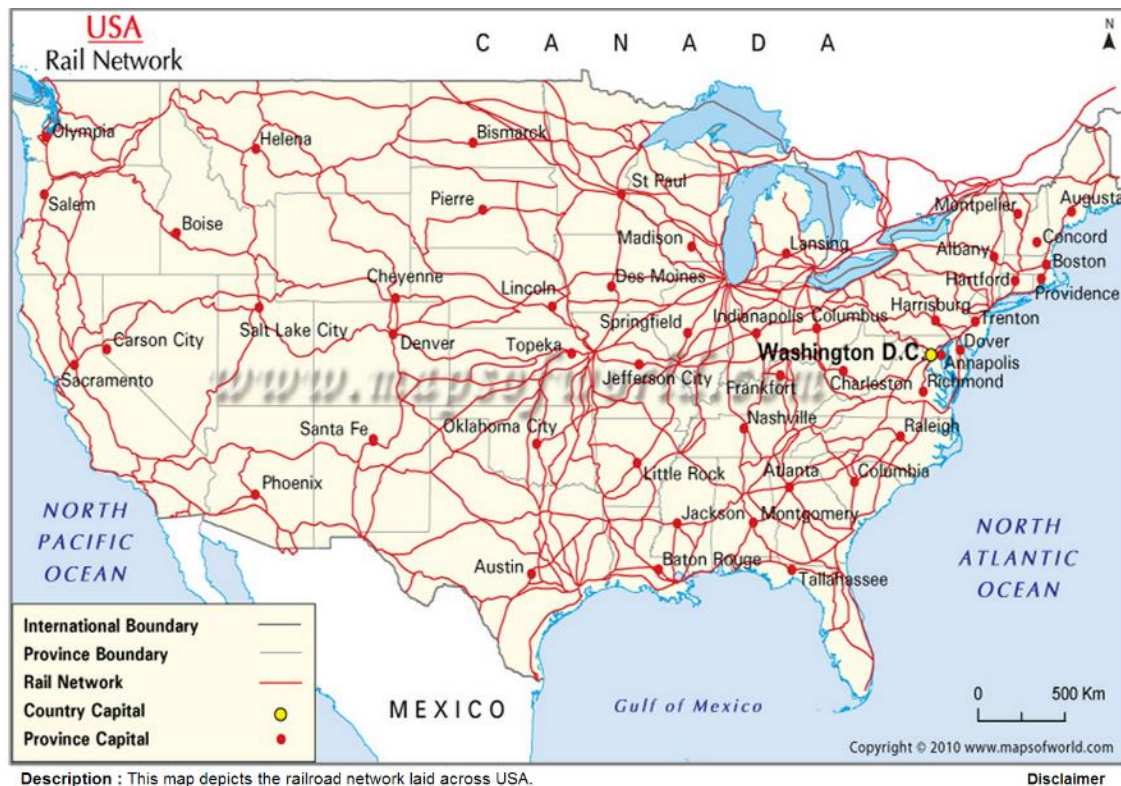 USA
Rail Network
C A N A D A
N
Olympia
Helena
Bismarck
St Paul
Montpelier
Augusta
Salem
Boise
Pierre
Madison
Lansing
Albany
Concord
Boston
Cheyenne
Lincoln
Des Moines
Hartford
Providence
Salt Lake City
Denver
Springfield
Indianapolis
Columbus
Harrisburg
Trenton
Carson City
Topeka
Washington D.C.
Dover
Annapolis
Sacramento
Jefferson City
Frankfort
Charleston
Richmond
www.mapsofworld.com
Santa Fe
Oklahoma City
Nashville
Raleigh
Phoenix
Little Rock
Atlanta
Columbia
NORTH
PACIFIC
OCEAN
Jackson
Montgomery
NORTH
ATLANTIC
OCEAN
Austin
Baton Rouge
Tallahassee
International Boundary
Province Boundary
Rail Network
Country Capital
Province Capital
MEXICO
Gulf of Mexico
0 500 Km
Copyright © 2010 www.mapsofworld.com
Description : This map depicts the railroad network laid across USA.
Disclaimer